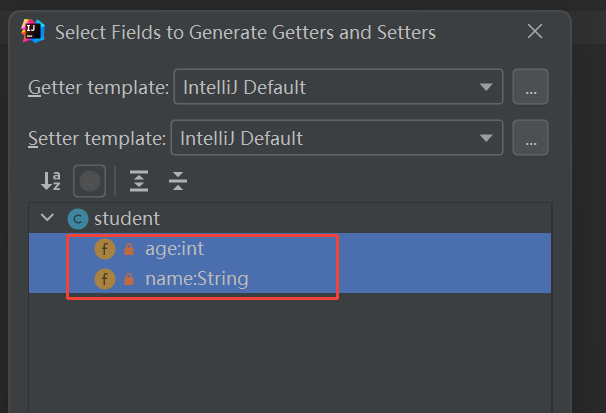 Select Fields to Generate Getters and Setters
Getter template: IntelliJ Default ...
Setter template: IntelliJ Default ...
student
age:int
name:String